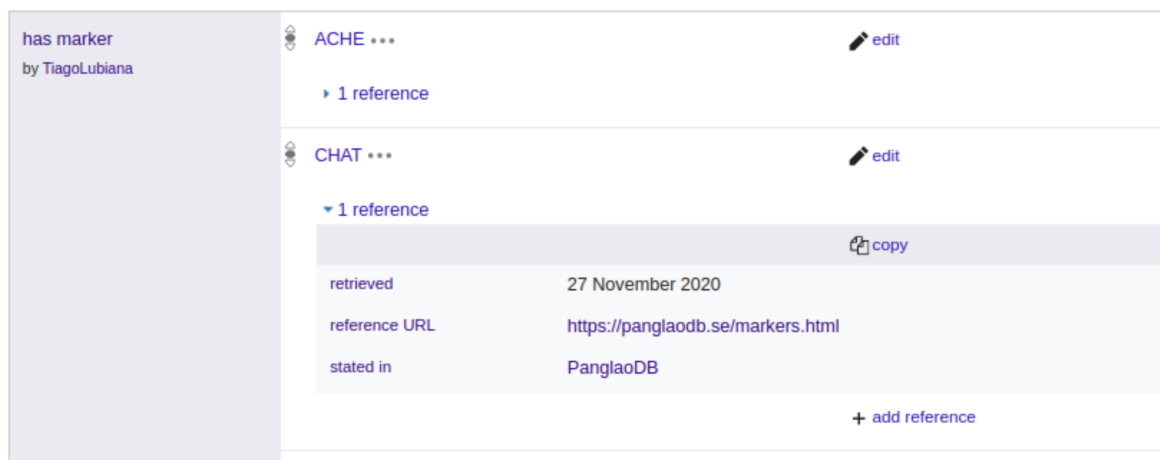 has marker
by TiagoLubiana
ACHE •••
edit
1 reference
CHAT •••
edit
1 reference
copy
retrieved 27 November 2020
reference URL https://panglaodb.se/markers.html
stated in PanglaoDB
+ add reference